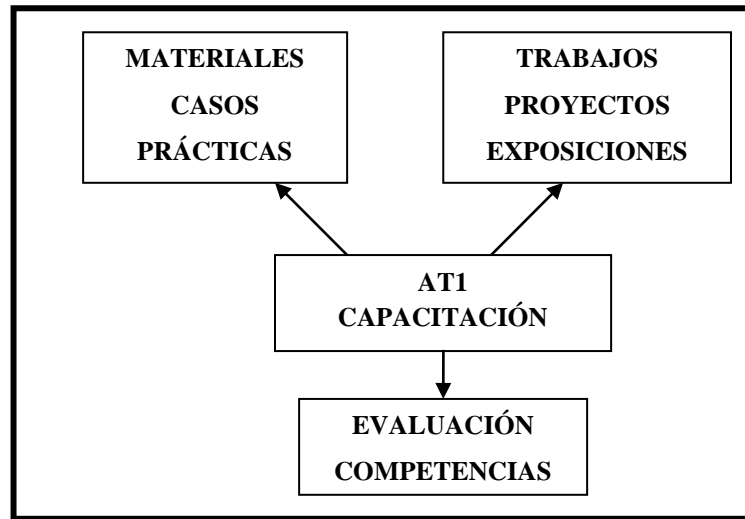 MATERIALES
CASOS
PRÁCTICAS
TRABAJOS
PROYECTOS
EXPOSICIONES
AT1
CAPACITACIÓN
EVALUACIÓN
COMPETENCIAS